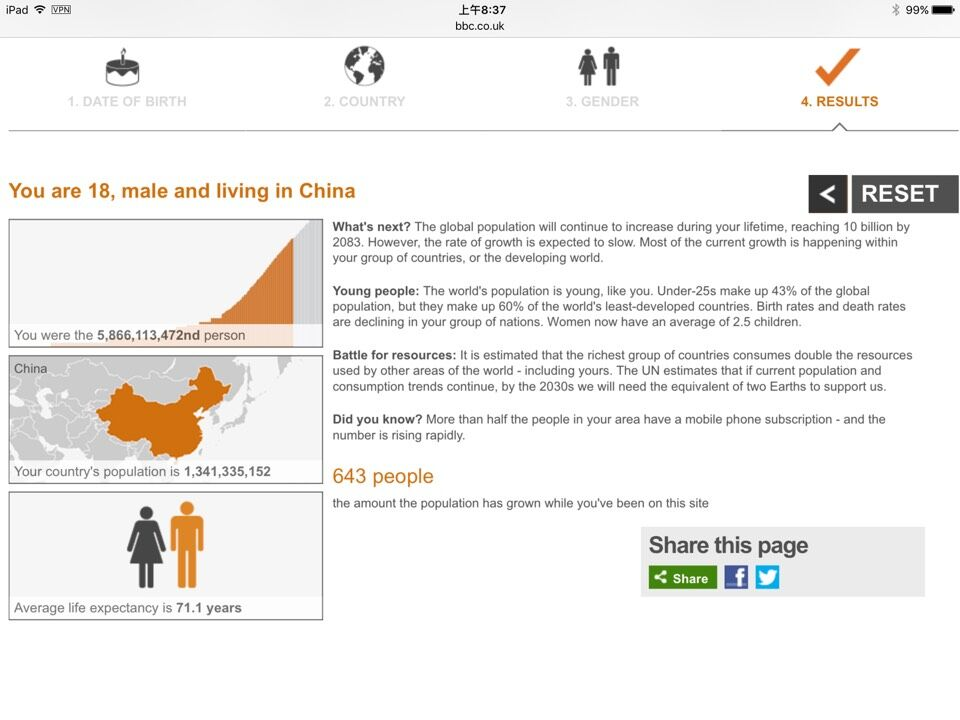 iPad VPN 上午8:37 99%
bbc.co.uk
1. DATE OF BIRTH 2. COUNTRY 3. GENDER 4. RESULTS
You are 18, male and living in China
< RESET
You were the 5,866,113,472nd person
China
Your country's population is 1,341,335,152
Average life expectancy is 71.1 years
What's next? The global population will continue to increase during your lifetime, reaching 10 billion by
2083. However, the rate of growth is expected to slow. Most of the current growth is happening within
your group of countries, or the developing world.
Young people: The world's population is young, like you. Under-25s make up 43% of the global
population, but they make up 60% of the world's least-developed countries. Birth rates and death rates
are declining in your group of nations. Women now have an average of 2.5 children.
Battle for resources: It is estimated that the richest group of countries consumes double the resources
used by other areas of the world - including yours. The UN estimates that if current population and
consumption trends continue, by the 2030s we will need the equivalent of two Earths to support us.
Did you know? More than half the people in your area have a mobile phone subscription - and the
number is rising rapidly.
643 people
the amount the population has grown while you've been on this site
Share this page
Share f